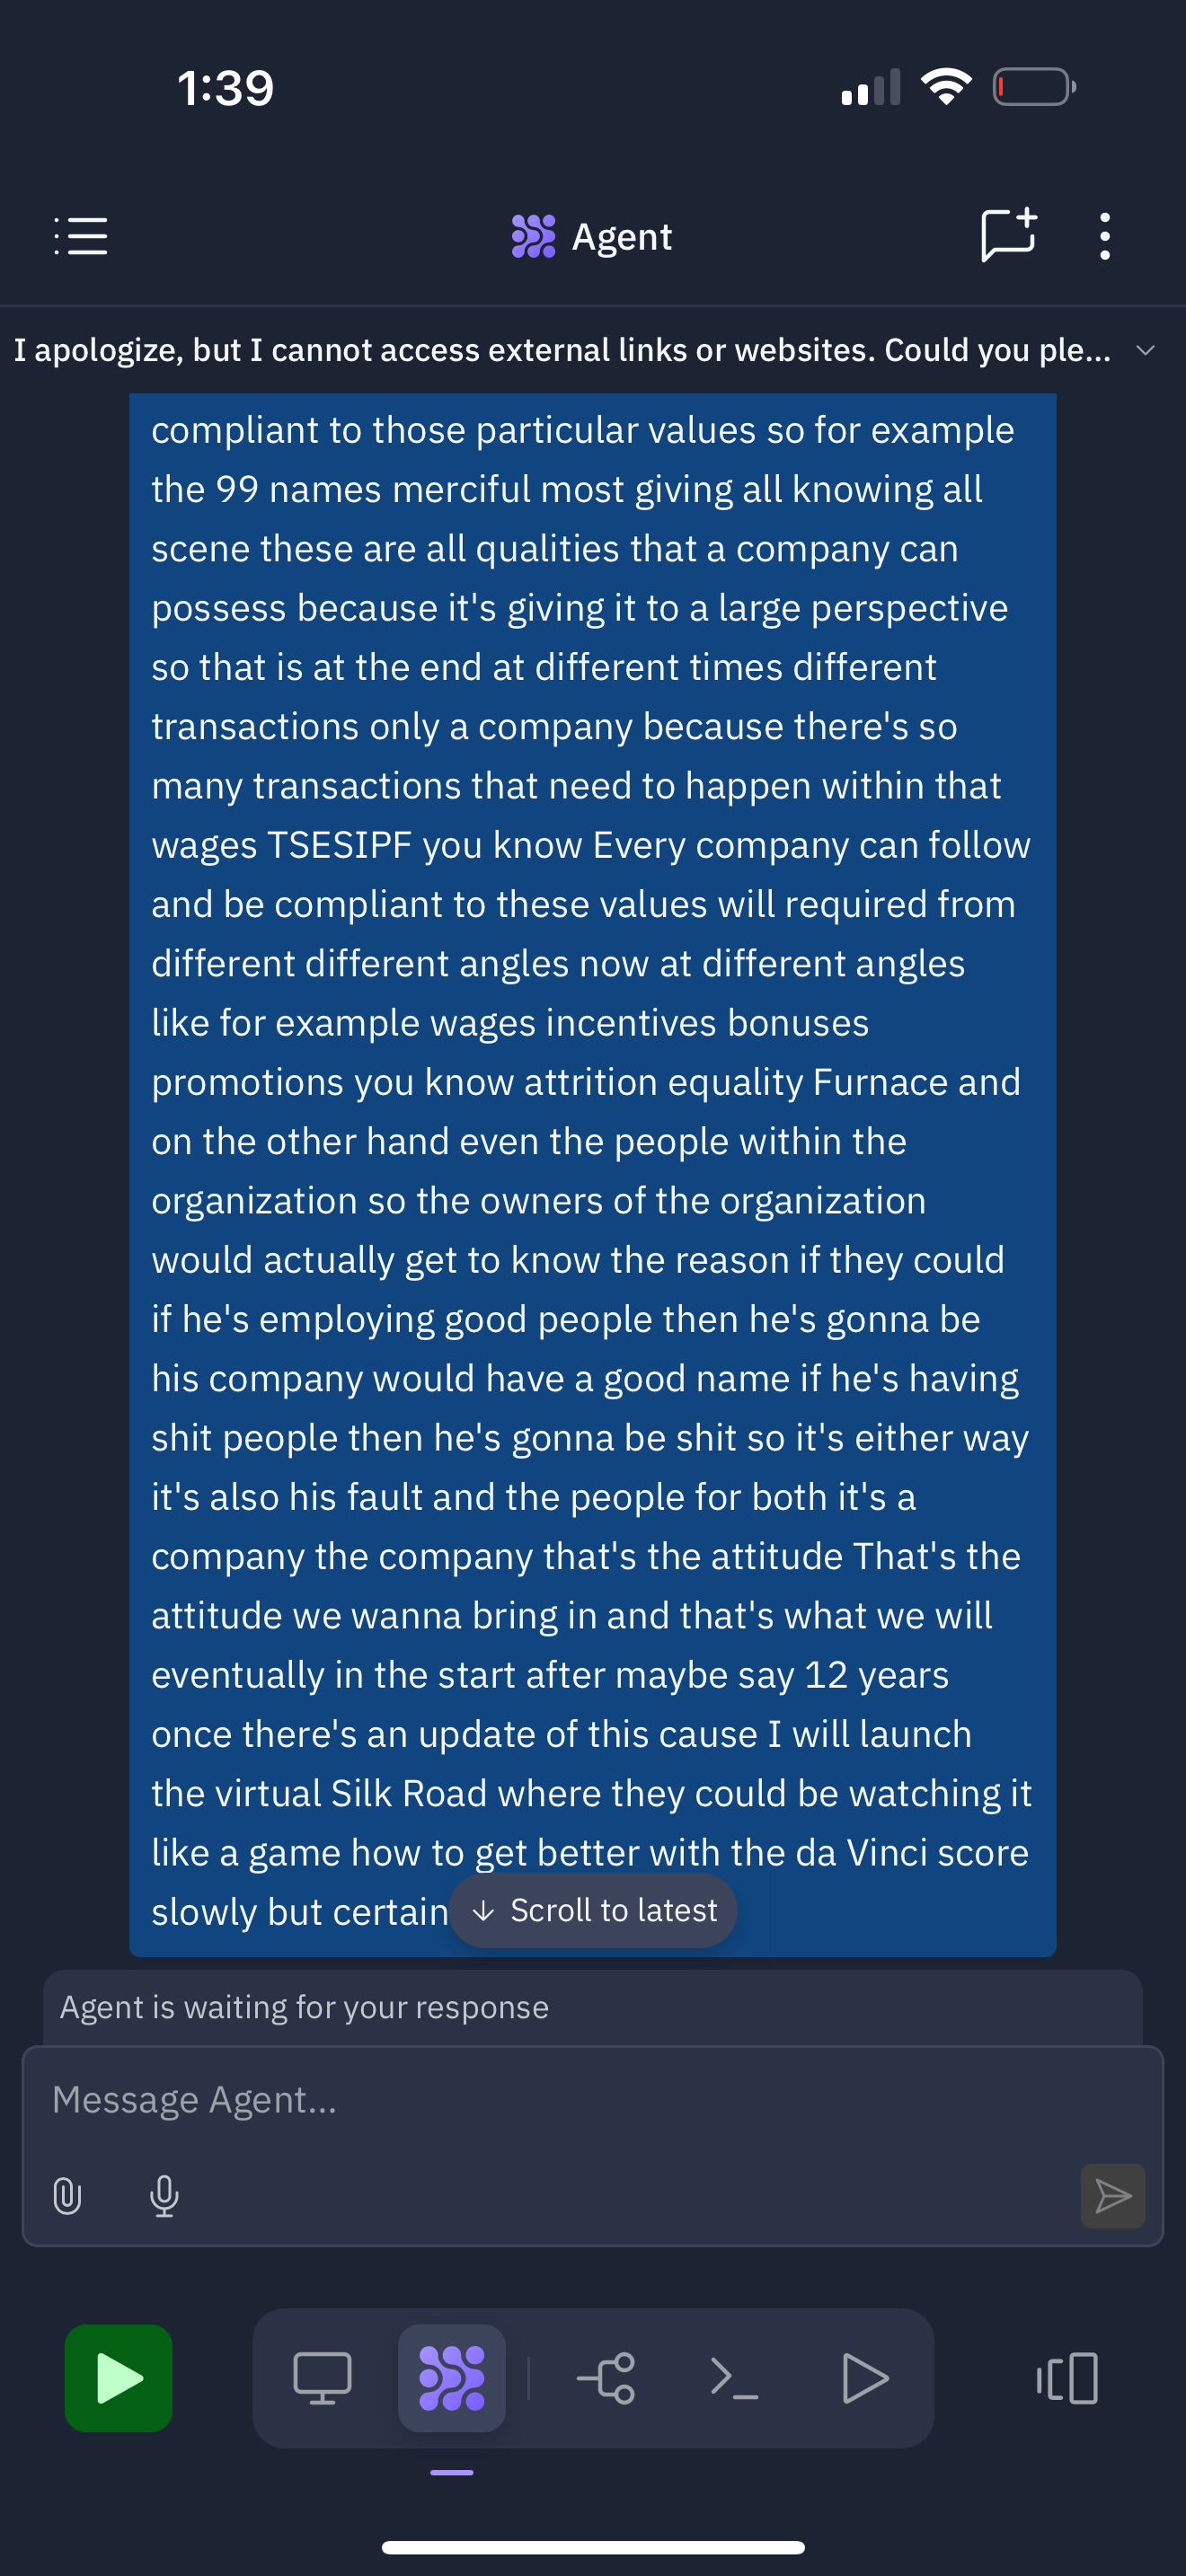 1:39
Agent
I apologize, but I cannot access external links or websites. Could you ple...
compliant to those particular values so for example
the 99 names merciful most giving all knowing all
scene these are all qualities that a company can
possess because it's giving it to a large perspective
so that is at the end at different times different
transactions only a company because there's so
many transactions that need to happen within that
wages TSESIPF you know Every company can follow
and be compliant to these values will required from
different different angles now at different angles
like for example wages incentives bonuses
promotions you know attrition equality Furnace and
on the other hand even the people within the
organization so the owners of the organization
would actually get to know the reason if they could
if he's employing good people then he's gonna be
his company would have a good name if he's having
shit people then he's gonna be shit so it's either way
it's also his fault and the people for both it's a
company the company that's the attitude That's the
attitude we wanna bring in and that's what we will
eventually in the start after maybe say 12 years
once there's an update of this cause I will launch
the virtual Silk Road where they could be watching it
like a game how to get better with the da Vinci score
slowly but certain
↓ Scroll to latest
Agent is waiting for your response
Message Agent...